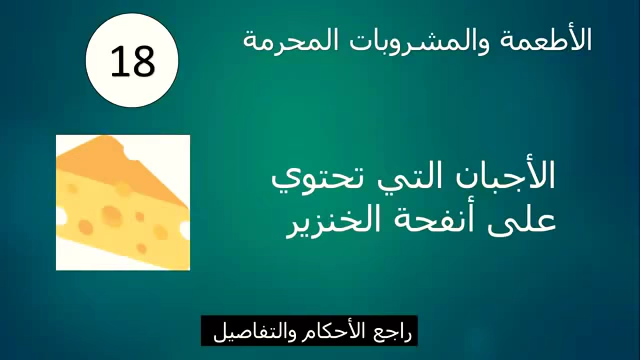 الأطعمة والمشروبات المحرمة
18
الأجبان التي تحتوي
على أنفحة الخنزير
راجع الأحكام والتفاصيل